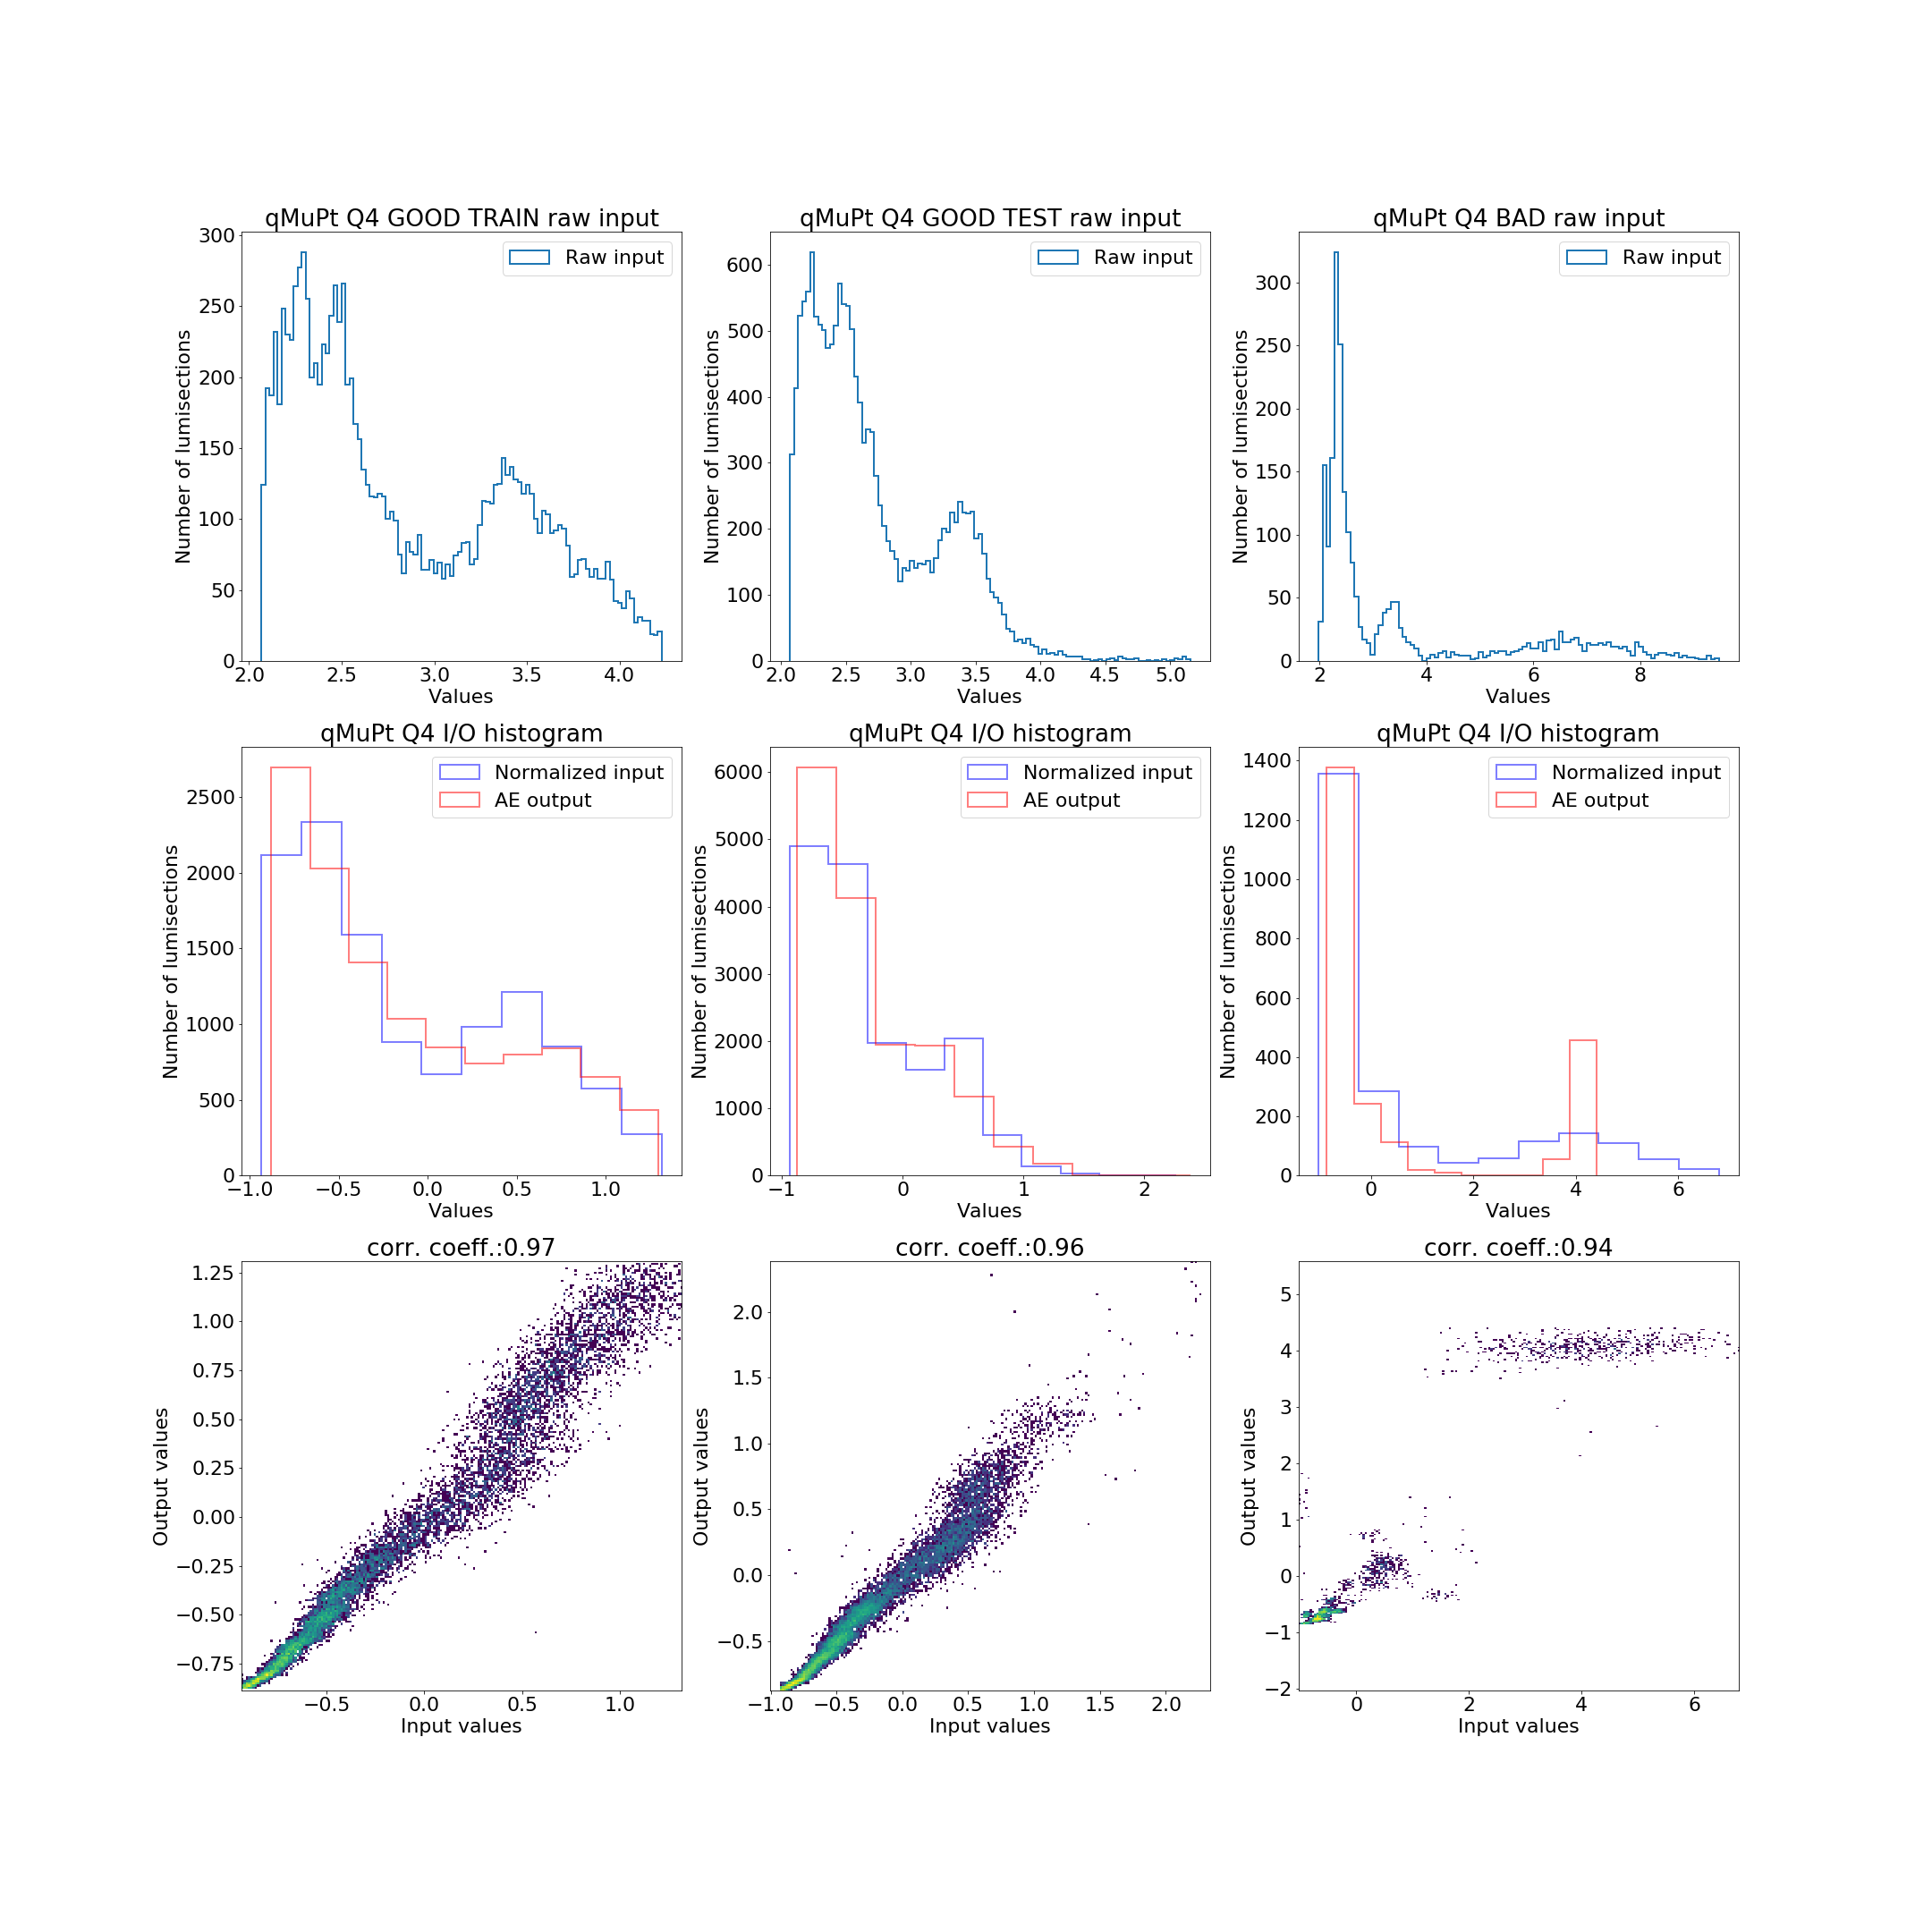 qMuPt Q4 GOOD TRAIN raw input
qMuPt Q4 GOOD TEST raw input
qMuPt Q4 BAD raw input
Raw input
Raw input
Raw input
Number of lumisections
300
250
200
150
100
50
0
2.0 2.5 3.0 3.5 4.0
Values
Number of lumisections
600
500
400
300
200
100
0
2.0 2.5 3.0 3.5 4.0 4.5 5.0
Values
Number of lumisections
300
250
200
150
100
50
0
2 4 6 8
Values
qMuPt Q4 I/O histogram
qMuPt Q4 I/O histogram
qMuPt Q4 I/O histogram
Normalized input
AE output
Normalized input
AE output
Normalized input
AE output
Number of lumisections
2500
2000
1500
1000
500
0
−1.0 −0.5 0.0 0.5 1.0
Values
Number of lumisections
6000
5000
4000
3000
2000
1000
0
−1 0 1 2
Values
Number of lumisections
1400
1200
1000
800
600
400
200
0
0 2 4 6
Values
corr. coeff.:0.97
corr. coeff.:0.96
corr. coeff.:0.94
Output values
1.25
1.00
0.75
0.50
0.25
0.00
−0.25
−0.50
−0.75
−0.5 0.0 0.5 1.0
Input values
Output values
2.0
1.5
1.0
0.5
0.0
−0.5
−1.0 −0.5 0.0 0.5 1.0 1.5 2.0
Input values
Output values
5
4
3
2
1
0
−1
−2
0 2 4 6
Input values